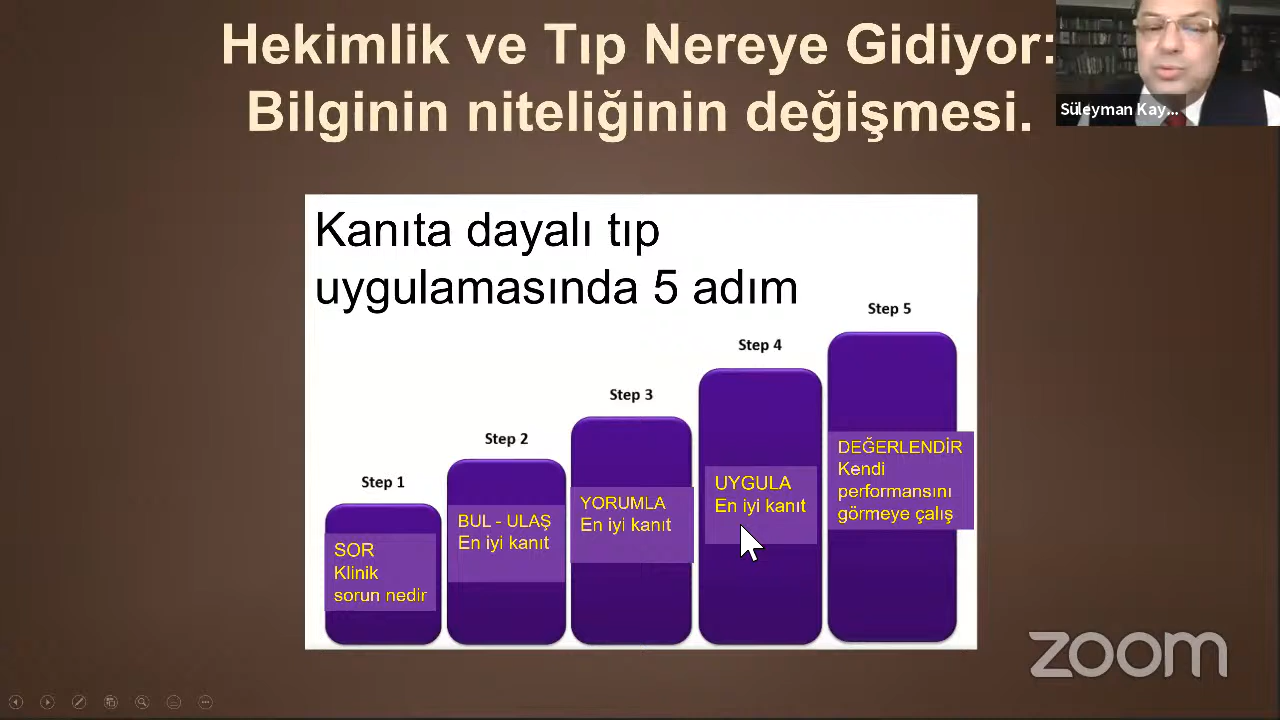 Hekimlik ve Tıp Nereye Gidiyor:
Bilginin niteliğinin değişmesi.
Süleyman Kay...
Kanıta dayalı tıp
uygulamasında 5 adım
Step 1
SOR
Klinik
sorun nedir
Step 2
BUL - ULAŞ
En iyi kanıt
Step 3
YORUMLA
En iyi kanıt
Step 4
UYGULA
En iyi kanıt
Step 5
DEĞERLENDİR
Kendi
performansını
görmeye çalış
zoom